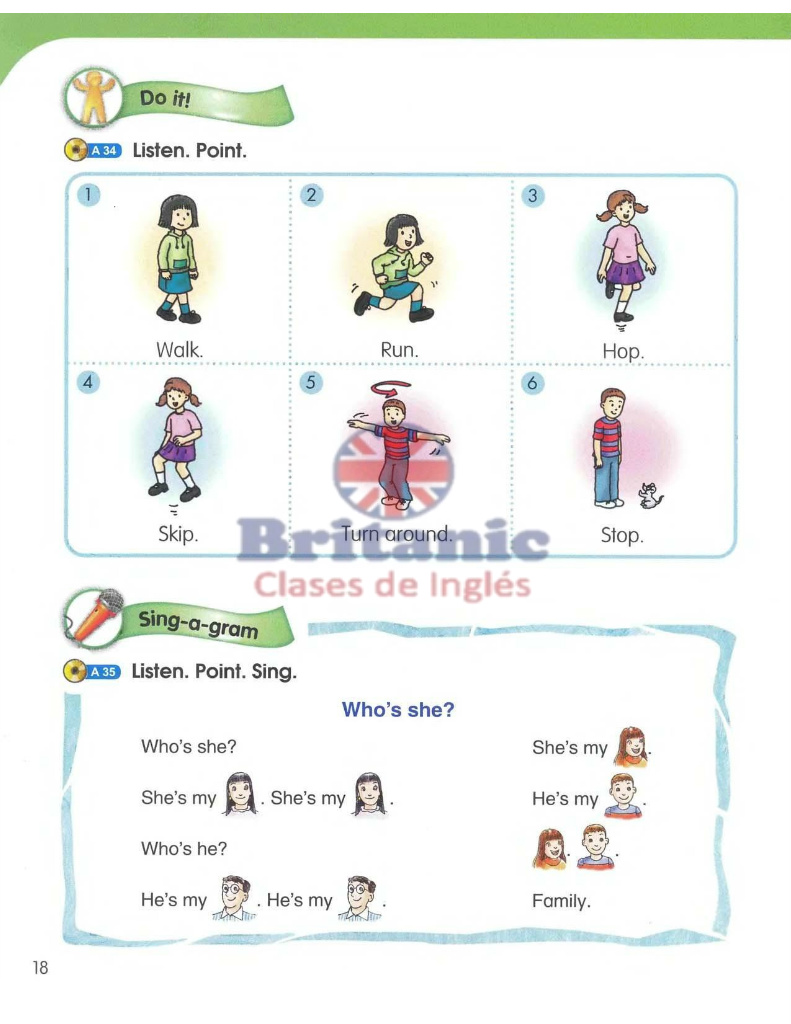 Do it!
A 34 Listen. Point.
1
2
3
Walk.
Run.
Hop.
4
5
6
Skip.
Turn around.
Stop.
Britanic
Clases de Inglés
Sing-a-gram
A 35 Listen. Point. Sing.
Who's she?
Who's she?
She's my . She's my .
Who's he?
He's my . He's my .
She's my .
He's my .
. .
Family.
18